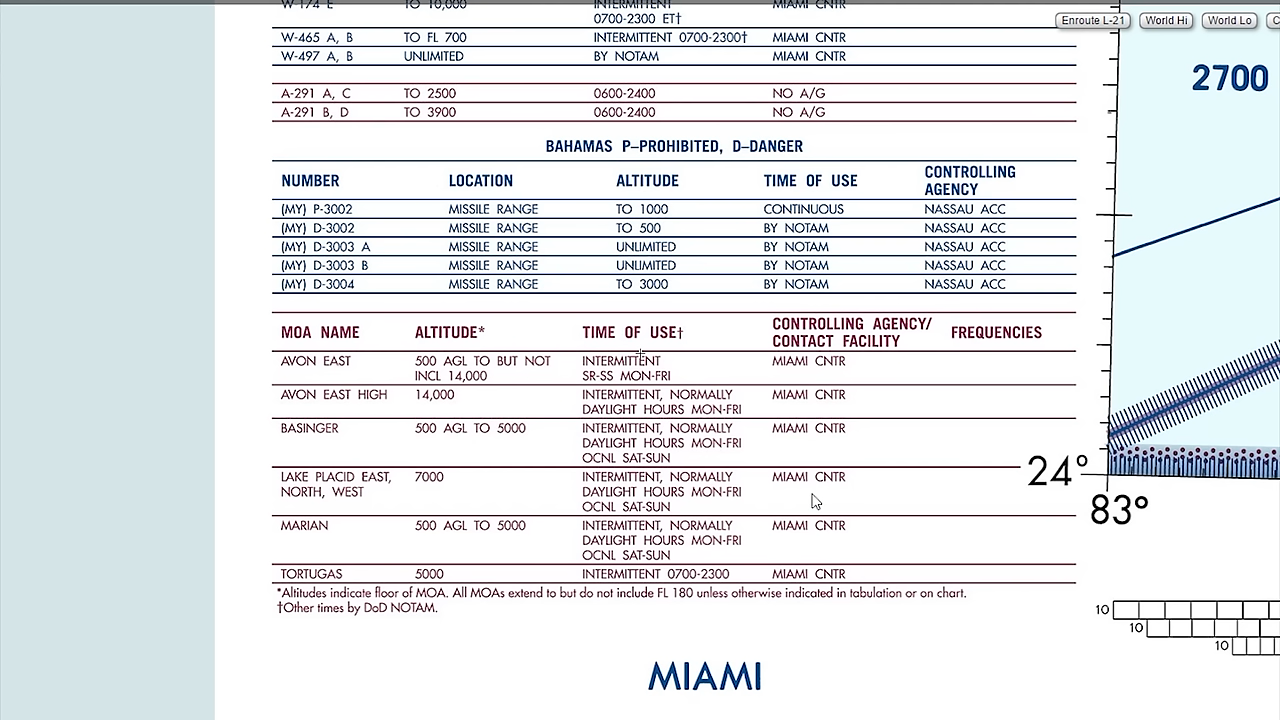 W-174 E TO 10,000 INTERMITTENT MIAMI CNTR
0700-2300 ET†
W-465 A, B TO FL 700 INTERMITTENT 0700-2300† MIAMI CNTR
W-497 A, B UNLIMITED BY NOTAM MIAMI CNTR
A-291 A, C TO 2500 0600-2400 NO A/G
A-291 B, D TO 3900 0600-2400 NO A/G
BAHAMAS P–PROHIBITED, D–DANGER
NUMBER LOCATION ALTITUDE TIME OF USE CONTROLLING
AGENCY
(MY) P-3002 MISSILE RANGE TO 1000 CONTINUOUS NASSAU ACC
(MY) D-3002 MISSILE RANGE TO 500 BY NOTAM NASSAU ACC
(MY) D-3003 A MISSILE RANGE UNLIMITED BY NOTAM NASSAU ACC
(MY) D-3003 B MISSILE RANGE UNLIMITED BY NOTAM NASSAU ACC
(MY) D-3004 MISSILE RANGE TO 3000 BY NOTAM NASSAU ACC
MOA NAME ALTITUDE* TIME OF USE† CONTROLLING AGENCY/ FREQUENCIES
CONTACT FACILITY
AVON EAST 500 AGL TO BUT NOT INTERMITTENT MIAMI CNTR
INCL 14,000 SR-SS MON-FRI
AVON EAST HIGH 14,000 INTERMITTENT, NORMALLY MIAMI CNTR
DAYLIGHT HOURS MON-FRI
BASINGER 500 AGL TO 5000 INTERMITTENT, NORMALLY MIAMI CNTR
DAYLIGHT HOURS MON-FRI
OCNL SAT-SUN
LAKE PLACID EAST, 7000 INTERMITTENT, NORMALLY MIAMI CNTR
NORTH, WEST DAYLIGHT HOURS MON-FRI
OCNL SAT-SUN
MARIAN 500 AGL TO 5000 INTERMITTENT, NORMALLY MIAMI CNTR
DAYLIGHT HOURS MON-FRI
OCNL SAT-SUN
TORTUGAS 5000 INTERMITTENT 0700-2300 MIAMI CNTR
*Altitudes indicate floor of MOA. All MOAs extend to but do not include FL 180 unless otherwise indicated in tabulation or on chart.
†Other times by DoD NOTAM.
MIAMI
Enroute L-21 World Hi World Lo
2700
24°
83°
10
10
10